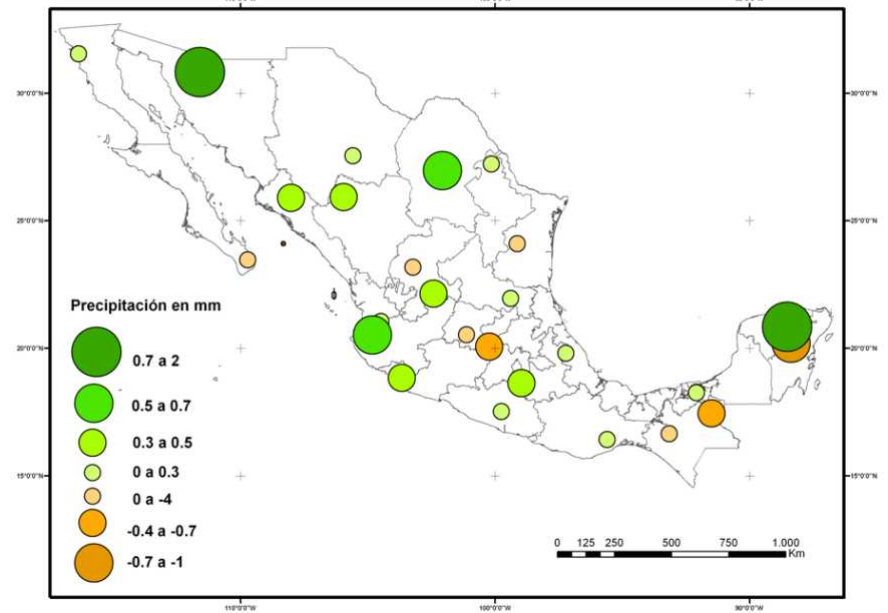 30°0'0"N
30°0'0"N
25°0'0"N
25°0'0"N
Precipitación en mm
0.7 a 2
20°0'0"N
20°0'0"N
0.5 a 0.7
0.3 a 0.5
0 a 0.3
15°0'0"N
15°0'0"N
0 a -4
-0.4 a -0.7
0 125 250 500 750 1.000
Km
-0.7 a -1
110°0'0"W
100°0'0"W
90°0'0"W